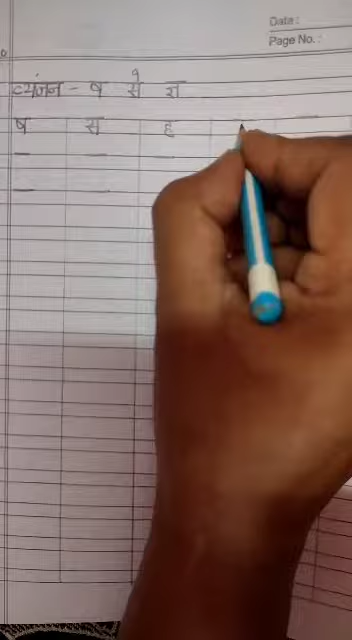 Date :
Page No. :
व्यंजन - ष से ज्ञ
ष स ह